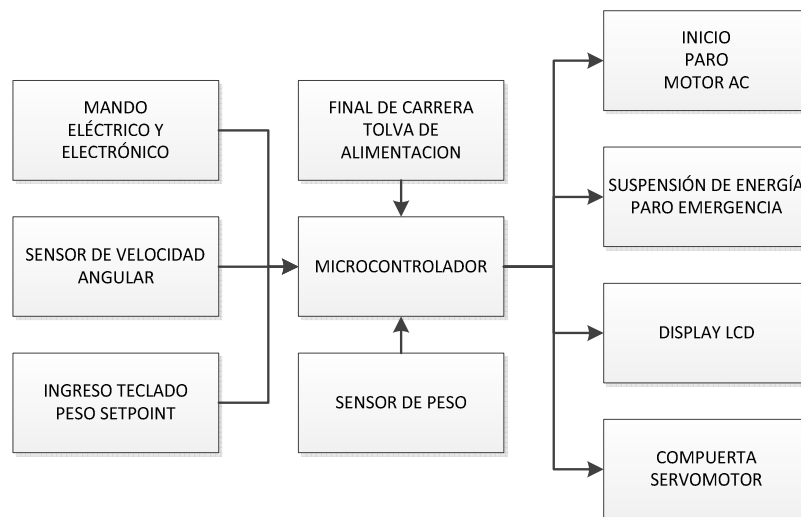 MANDO
ELÉCTRICO Y
ELECTRÓNICO
SENSOR DE VELOCIDAD
ANGULAR
INGRESO TECLADO
PESO SETPOINT
FINAL DE CARRERA
TOLVA DE
ALIMENTACION
MICROCONTROLADOR
SENSOR DE PESO
INICIO
PARO
MOTOR AC
SUSPENSIÓN DE ENERGÍA
PARO EMERGENCIA
DISPLAY LCD
COMPUERTA
SERVOMOTOR